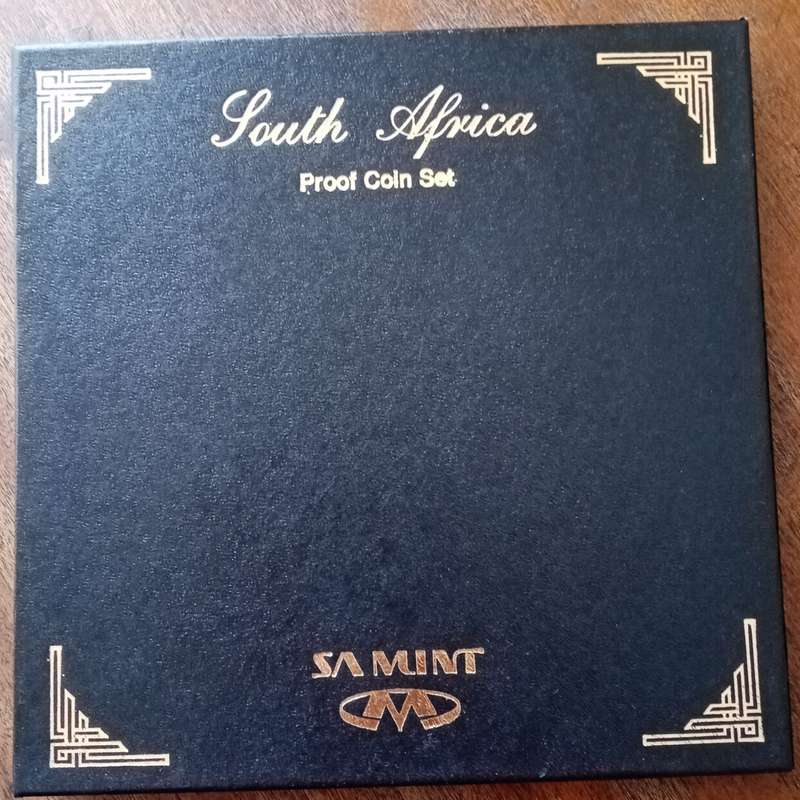 South Africa
Proof Coin Set
SA MINT
M